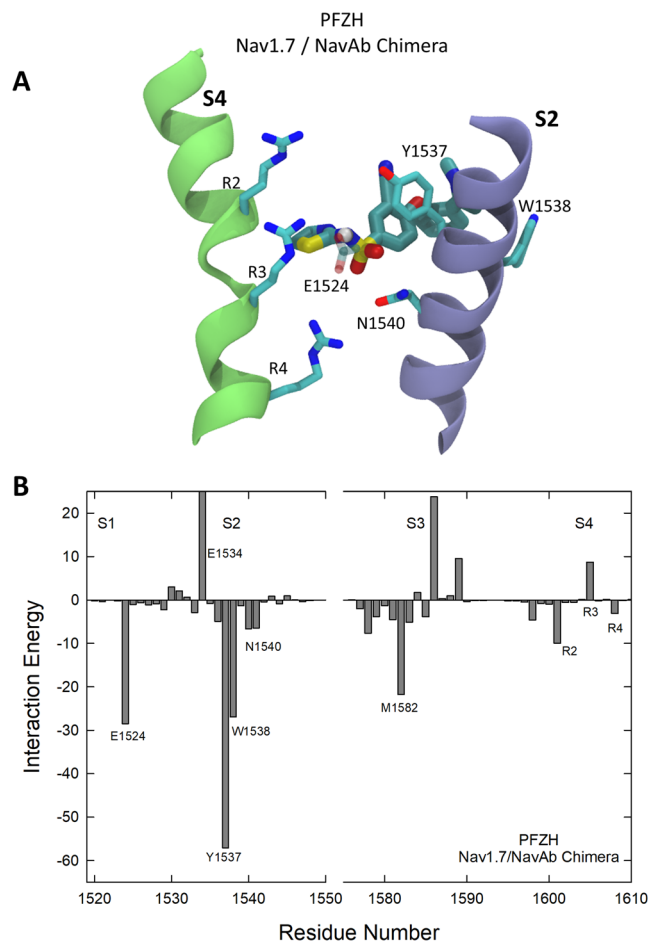 PFZH
Nav1.7 / NavAb Chimera
A
S4
S2
Y1537
R2
W1538
R3
E1524
N1540
R4
B
20
S1
S2
S3
S4
E1534
10
0
R3
R4
N1540
-10
R2
-20
M1582
W1538
E1524
-30
-40
-50
PFZH
Y1537
Nav1.7/NavAb Chimera
-60
Interaction Energy
1520 1530 1540 1550 1580 1590 1600 1610
Residue Number